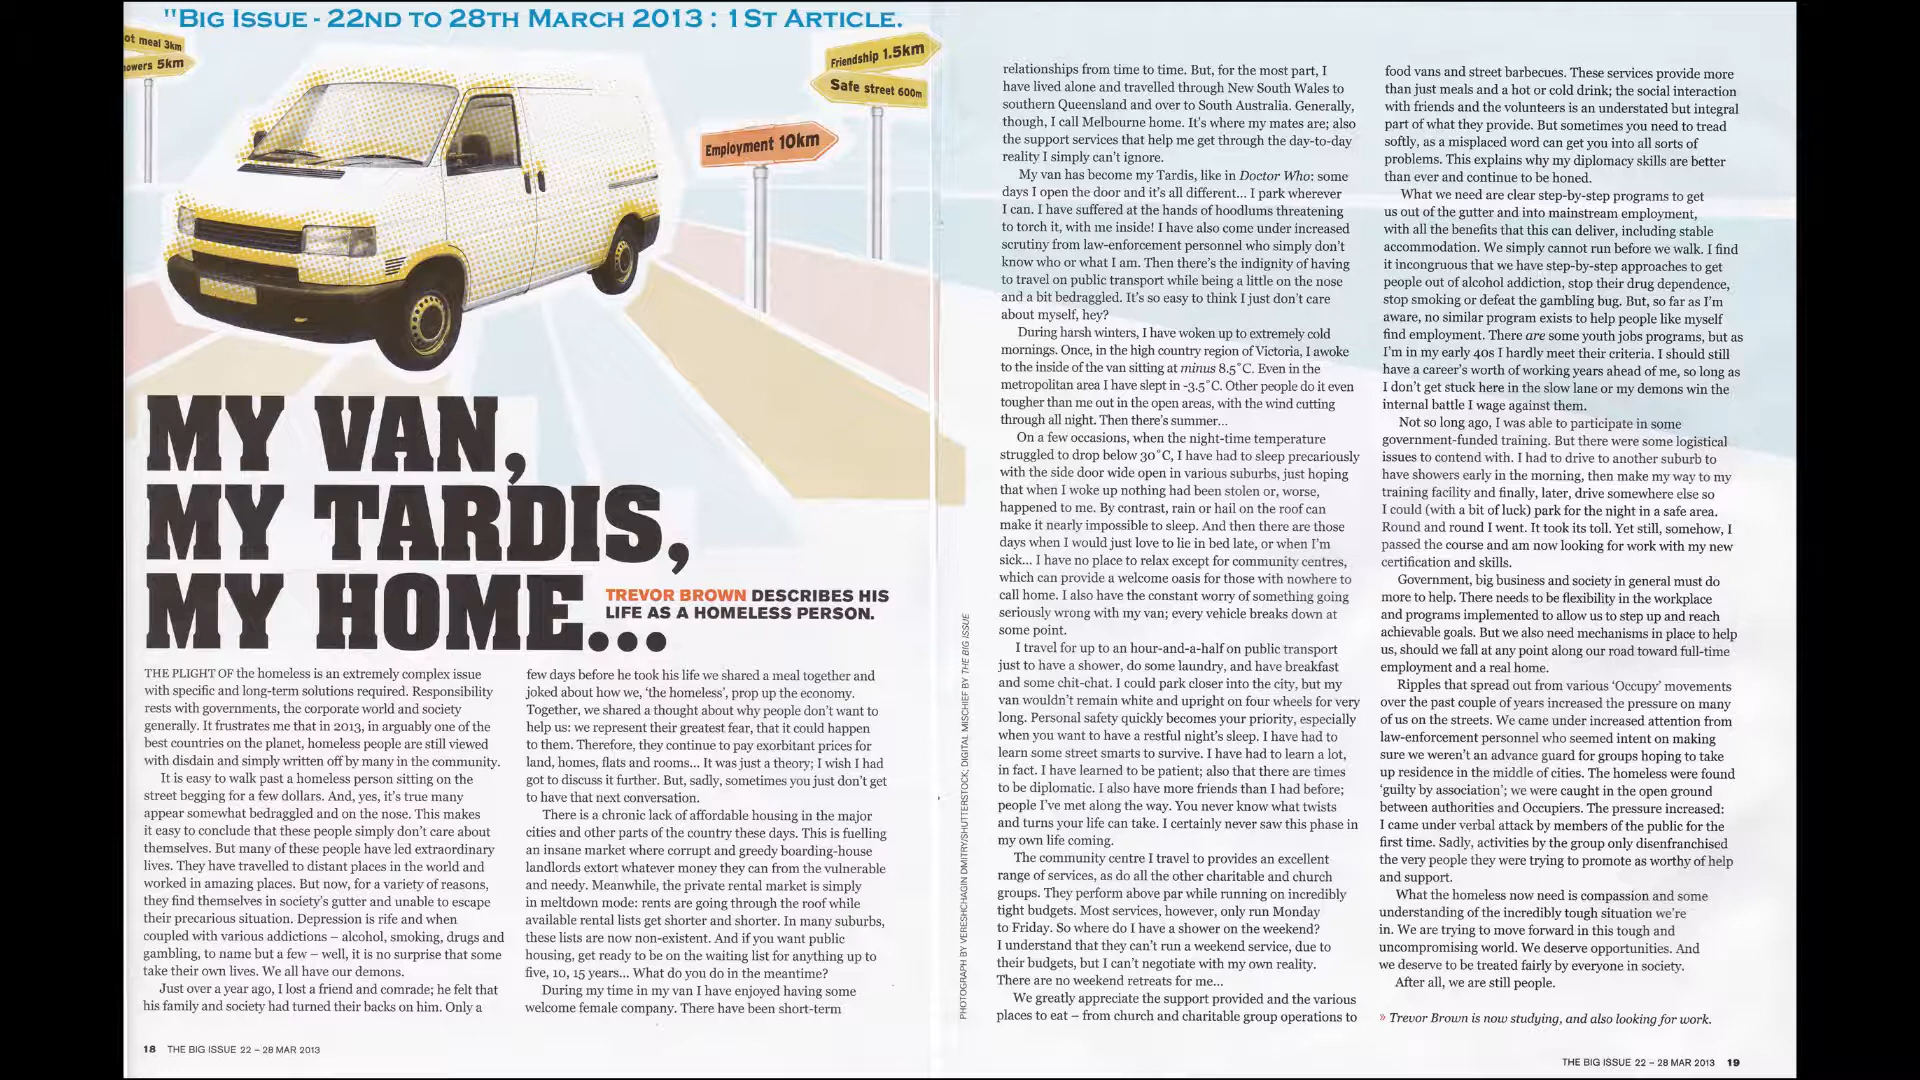 "BIG ISSUE - 22ND TO 28TH MARCH 2013 : 1ST ARTICLE.
ot meal 3km
owers 5km
Friendship 1.5km
Safe street 600m
Employment 10km
MY VAN,
MY TARDIS,
MY HOME...
TREVOR BROWN DESCRIBES HIS
LIFE AS A HOMELESS PERSON.
THE PLIGHT OF the homeless is an extremely complex issue
with specific and long-term solutions required. Responsibility
rests with governments, the corporate world and society
generally. It frustrates me that in 2013, in arguably one of the
best countries on the planet, homeless people are still viewed
with disdain and simply written off by many in the community.
It is easy to walk past a homeless person sitting on the
street begging for a few dollars. And, yes, it's true many
appear somewhat bedraggled and on the nose. This makes
it easy to conclude that these people simply don't care about
themselves. But many of these people have led extraordinary
lives. They have travelled to distant places in the world and
worked in amazing places. But now, for a variety of reasons,
they find themselves in society's gutter and unable to escape
their precarious situation. Depression is rife and when
coupled with various addictions – alcohol, smoking, drugs and
gambling, to name but a few – well, it is no surprise that some
take their own lives. We all have our demons.
Just over a year ago, I lost a friend and comrade; he felt that
his family and society had turned their backs on him. Only a
few days before he took his life we shared a meal together and
joked about how we, 'the homeless', prop up the economy.
Together, we shared a thought about why people don't want to
help us: we represent their greatest fear, that it could happen
to them. Therefore, they continue to pay exorbitant prices for
land, homes, flats and rooms... It was just a theory; I wish I had
got to discuss it further. But, sadly, sometimes you just don't get
to have that next conversation.
There is a chronic lack of affordable housing in the major
cities and other parts of the country these days. This is fuelling
an insane market where corrupt and greedy boarding-house
landlords extort whatever money they can from the vulnerable
and needy. Meanwhile, the private rental market is simply
in meltdown mode: rents are going through the roof while
available rental lists get shorter and shorter. In many suburbs,
these lists are now non-existent. And if you want public
housing, get ready to be on the waiting list for anything up to
five, 10, 15 years... What do you do in the meantime?
During my time in my van I have enjoyed having some
welcome female company. There have been short-term
18 THE BIG ISSUE 22 – 28 MAR 2013
PHOTOGRAPH BY VERESHCHAGIN DMITRY/SHUTTERSTOCK; DIGITAL MISCHIEF BY THE BIG ISSUE
relationships from time to time. But, for the most part, I
have lived alone and travelled through New South Wales to
southern Queensland and over to South Australia. Generally,
though, I call Melbourne home. It's where my mates are; also
the support services that help me get through the day-to-day
reality I simply can't ignore.
My van has become my Tardis, like in Doctor Who: some
days I open the door and it's all different... I park wherever
I can. I have suffered at the hands of hoodlums threatening
to torch it, with me inside! I have also come under increased
scrutiny from law-enforcement personnel who simply don't
know who or what I am. Then there's the indignity of having
to travel on public transport while being a little on the nose
and a bit bedraggled. It's so easy to think I just don't care
about myself, hey?
During harsh winters, I have woken up to extremely cold
mornings. Once, in the high country region of Victoria, I awoke
to the inside of the van sitting at minus 8.5°C. Even in the
metropolitan area I have slept in -3.5°C. Other people do it even
tougher than me out in the open areas, with the wind cutting
through all night. Then there's summer...
On a few occasions, when the night-time temperature
struggled to drop below 30°C, I have had to sleep precariously
with the side door wide open in various suburbs, just hoping
that when I woke up nothing had been stolen or, worse,
happened to me. By contrast, rain or hail on the roof can
make it nearly impossible to sleep. And then there are those
days when I would just love to lie in bed late, or when I'm
sick... I have no place to relax except for community centres,
which can provide a welcome oasis for those with nowhere to
call home. I also have the constant worry of something going
seriously wrong with my van; every vehicle breaks down at
some point.
I travel for up to an hour-and-a-half on public transport
just to have a shower, do some laundry, and have breakfast
and some chit-chat. I could park closer into the city, but my
van wouldn't remain white and upright on four wheels for very
long. Personal safety quickly becomes your priority, especially
when you want to have a restful night's sleep. I have had to
learn some street smarts to survive. I have had to learn a lot,
in fact. I have learned to be patient; also that there are times
to be diplomatic. I also have more friends than I had before;
people I've met along the way. You never know what twists
and turns your life can take. I certainly never saw this phase in
my own life coming.
The community centre I travel to provides an excellent
range of services, as do all the other charitable and church
groups. They perform above par while running on incredibly
tight budgets. Most services, however, only run Monday
to Friday. So where do I have a shower on the weekend?
I understand that they can't run a weekend service, due to
their budgets, but I can't negotiate with my own reality.
There are no weekend retreats for me...
We greatly appreciate the support provided and the various
places to eat – from church and charitable group operations to
food vans and street barbecues. These services provide more
than just meals and a hot or cold drink; the social interaction
with friends and the volunteers is an understated but integral
part of what they provide. But sometimes you need to tread
softly, as a misplaced word can get you into all sorts of
problems. This explains why my diplomacy skills are better
than ever and continue to be honed.
What we need are clear step-by-step programs to get
us out of the gutter and into mainstream employment,
with all the benefits that this can deliver, including stable
accommodation. We simply cannot run before we walk. I find
it incongruous that we have step-by-step approaches to get
people out of alcohol addiction, stop their drug dependence,
stop smoking or defeat the gambling bug. But, so far as I'm
aware, no similar program exists to help people like myself
find employment. There are some youth jobs programs, but as
I'm in my early 40s I hardly meet their criteria. I should still
have a career's worth of working years ahead of me, so long as
I don't get stuck here in the slow lane or my demons win the
internal battle I wage against them.
Not so long ago, I was able to participate in some
government-funded training. But there were some logistical
issues to contend with. I had to drive to another suburb to
have showers early in the morning, then make my way to my
training facility and finally, later, drive somewhere else so
I could (with a bit of luck) park for the night in a safe area.
Round and round I went. It took its toll. Yet still, somehow, I
passed the course and am now looking for work with my new
certification and skills.
Government, big business and society in general must do
more to help. There needs to be flexibility in the workplace
and programs implemented to allow us to step up and reach
achievable goals. But we also need mechanisms in place to help
us, should we fall at any point along our road toward full-time
employment and a real home.
Ripples that spread out from various 'Occupy' movements
over the past couple of years increased the pressure on many
of us on the streets. We came under increased attention from
law-enforcement personnel who seemed intent on making
sure we weren't an advance guard for groups hoping to take
up residence in the middle of cities. The homeless were found
'guilty by association'; we were caught in the open ground
between authorities and Occupiers. The pressure increased:
I came under verbal attack by members of the public for the
first time. Sadly, activities by the group only disenfranchised
the very people they were trying to promote as worthy of help
and support.
What the homeless now need is compassion and some
understanding of the incredibly tough situation we're
in. We are trying to move forward in this tough and
uncompromising world. We deserve opportunities. And
we deserve to be treated fairly by everyone in society.
After all, we are still people.
» Trevor Brown is now studying, and also looking for work.
THE BIG ISSUE 22 – 28 MAR 2013 19